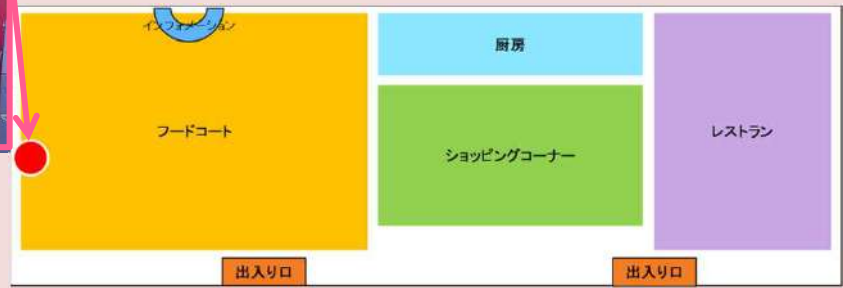 インフォメーション
厨房
フードコート
レストラン
ショッピングコーナー
出入り口
出入り口